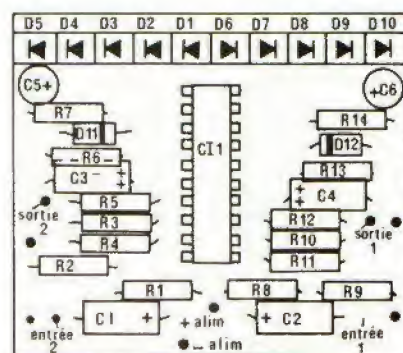 D5 D4 D3 D2 D1 D6 D7 D8 D9 D10
C5+ +C6
R7 R14
D11 D12
R6 CI1 R13
C3 - + + + + C4
R5
sortie 2 R3 R12 sortie 1
R4 R10
R2 R11
R1 R8 R9
C1 + + alim + C2
entrée 2 - alim entrée 1